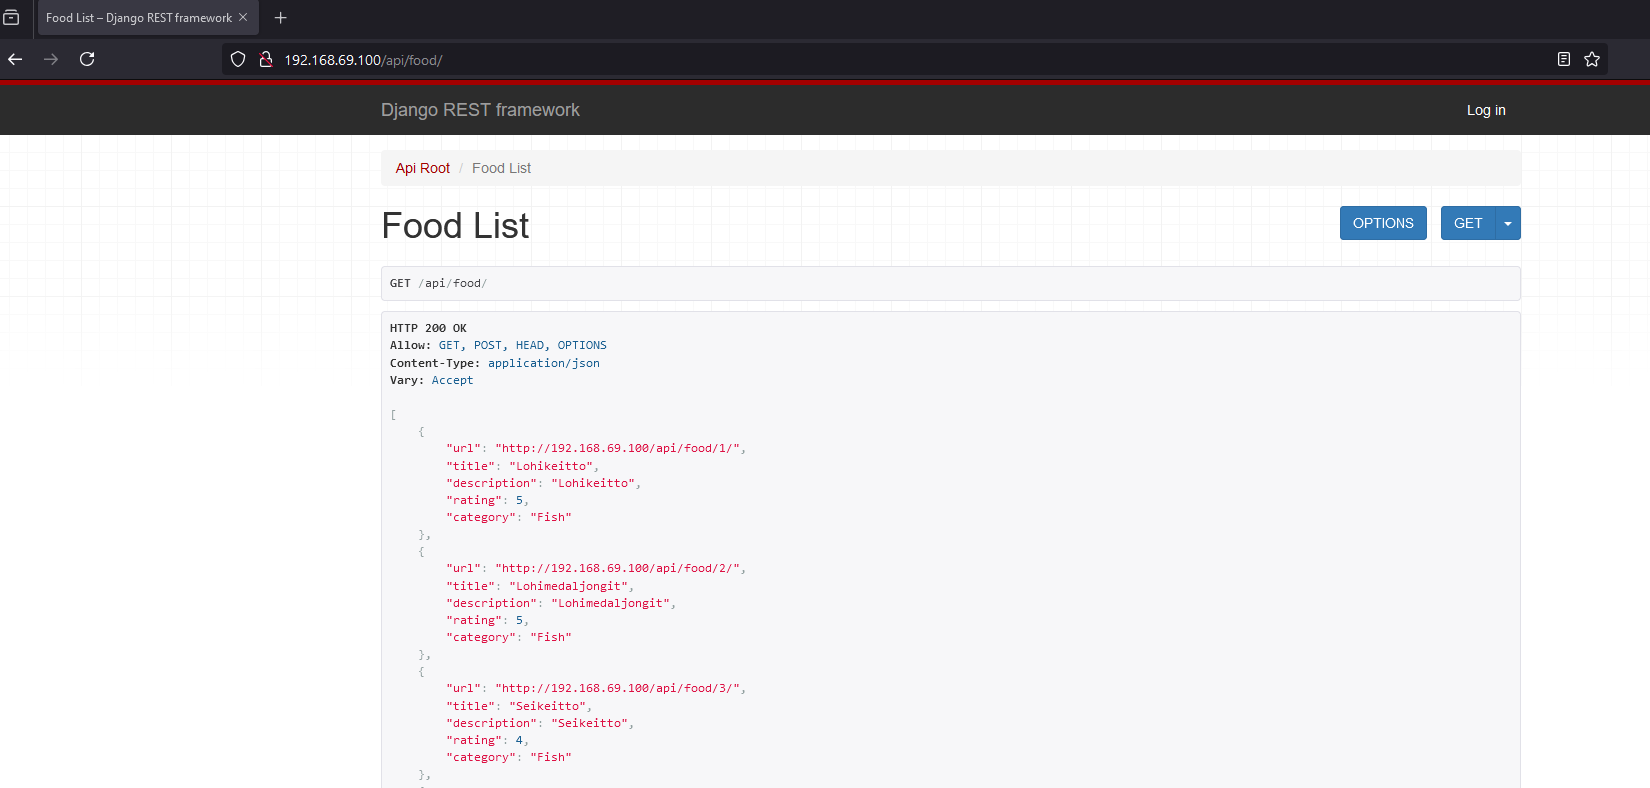 Food List – Django REST framework
192.168.69.100/api/food/
Django REST framework
Log in
Api Root / Food List
Food List
OPTIONS
GET
GET /api/food/
HTTP 200 OK
Allow: GET, POST, HEAD, OPTIONS
Content-Type: application/json
Vary: Accept
[
{
"url": "http://192.168.69.100/api/food/1/",
"title": "Lohikeitto",
"description": "Lohikeitto",
"rating": 5,
"category": "Fish"
},
{
"url": "http://192.168.69.100/api/food/2/",
"title": "Lohimedaljongit",
"description": "Lohimedaljongit",
"rating": 5,
"category": "Fish"
},
{
"url": "http://192.168.69.100/api/food/3/",
"title": "Seikeitto",
"description": "Seikeitto",
"rating": 4,
"category": "Fish"
},